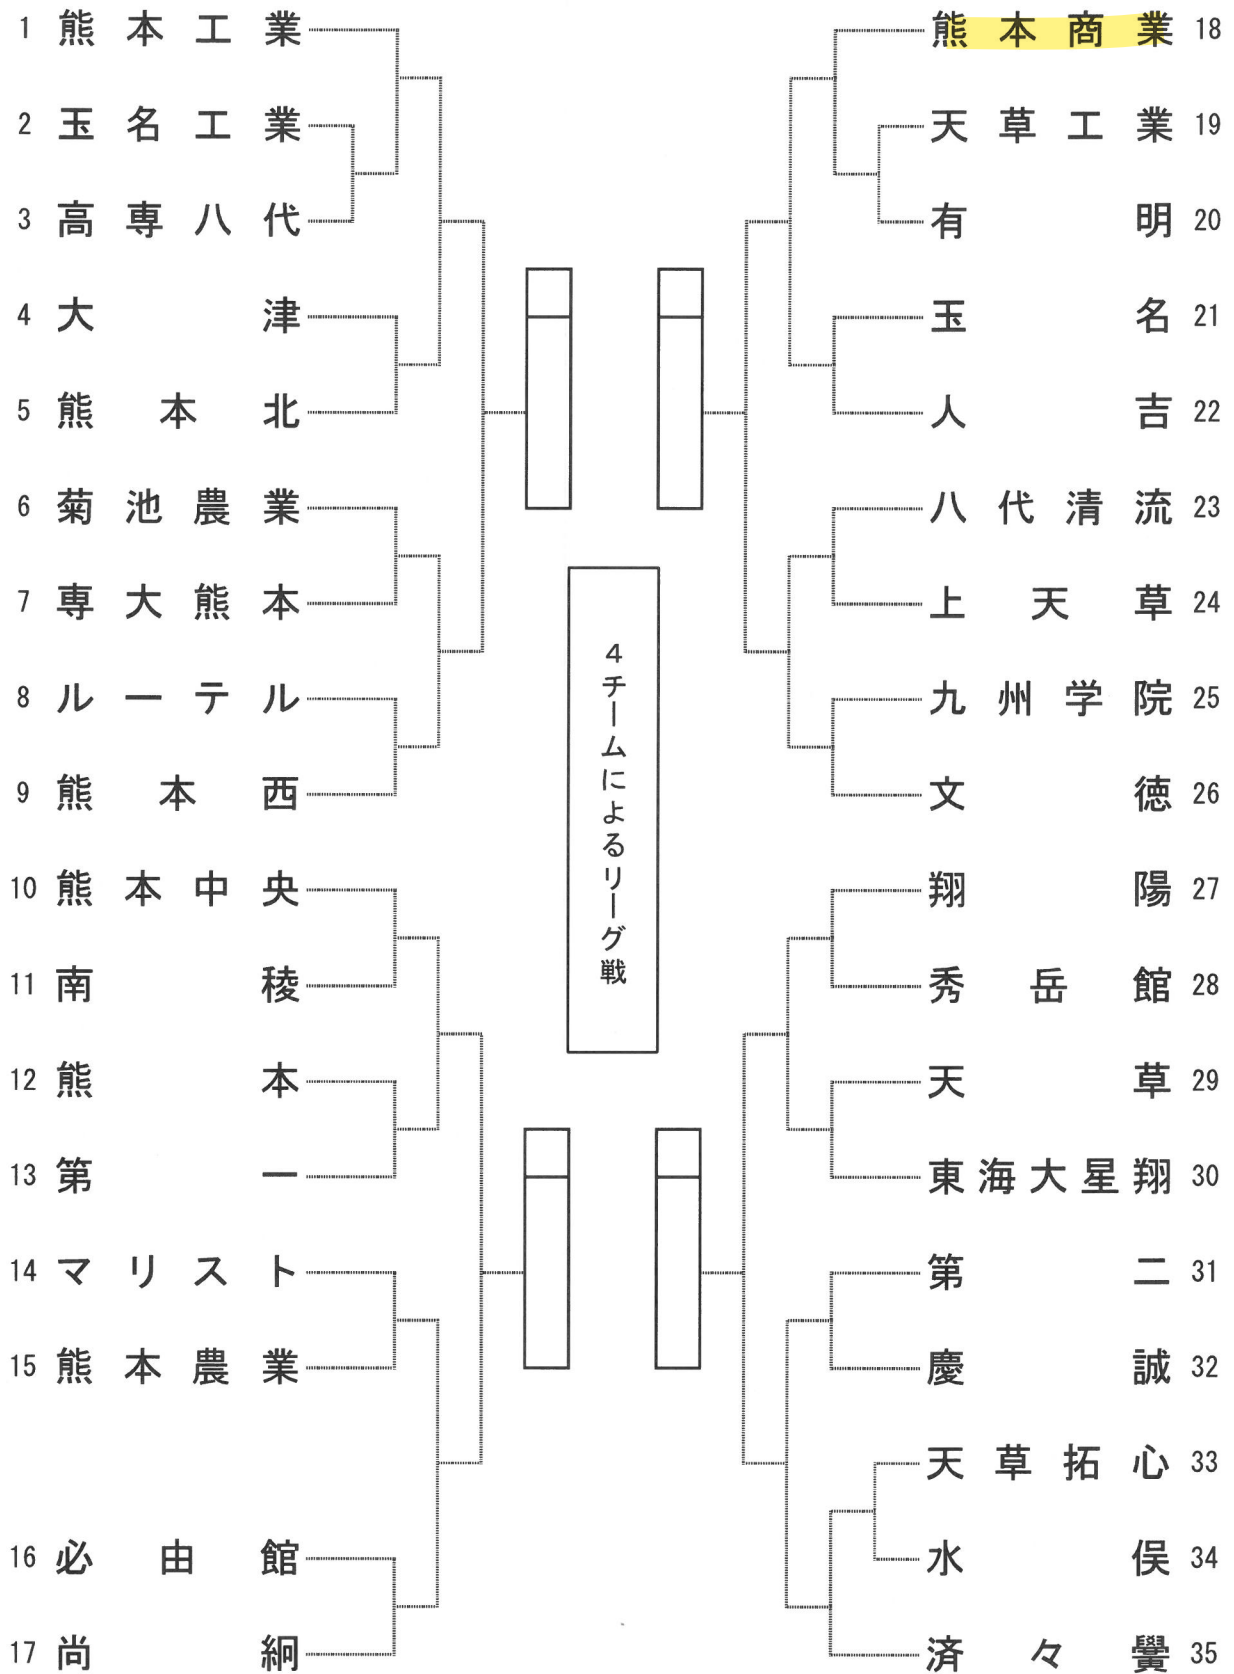 1 熊本工業
2 玉名工業
3 高専八代
4 大津
5 熊本北
6 菊池農業
7 専大熊本
8 ルーテル
9 熊本西
10 熊本中央
11 南稜
12 熊本
13 第一
14 マリスト
15 熊本農業
16 必由館
17 尚絅
4チームによるリーグ戦
熊本商業 18
天草工業 19
有明 20
玉名 21
人吉 22
八代清流 23
上天草 24
九州学院 25
文徳 26
翔陽 27
秀岳館 28
天草 29
東海大星翔 30
第二 31
慶誠 32
天草拓心 33
水俣 34
済々黌 35